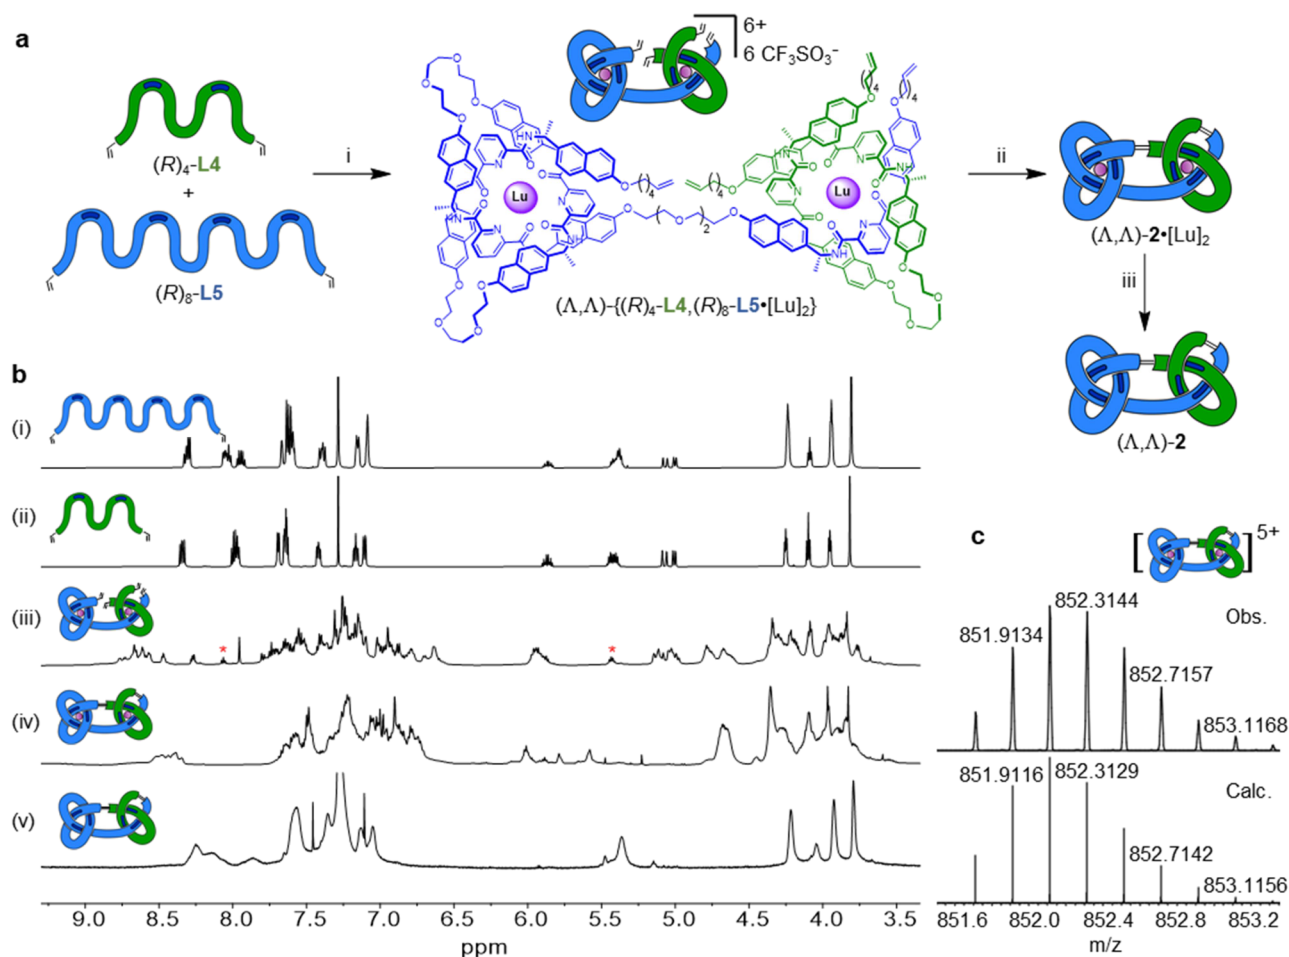 a
(R)₄-L4
+
(R)₈-L5
i
6+
6 CF₃SO₃⁻
Lu
Lu
(Λ,Λ)-{(R)₄-L4,(R)₈-L5•[Lu]₂}
ii
(Λ,Λ)-2•[Lu]₂
iii
(Λ,Λ)-2
b
(i)
(ii)
(iii)
*
*
(iv)
(v)
9.0 8.5 8.0 7.5 7.0 6.5 6.0 5.5 5.0 4.5 4.0 3.5
ppm
c
[ ] 5+
Obs.
851.9134
852.3144
852.7157
853.1168
Calc.
851.9116
852.3129
852.7142
853.1156
851.6 852.0 852.4 852.8 853.2
m/z